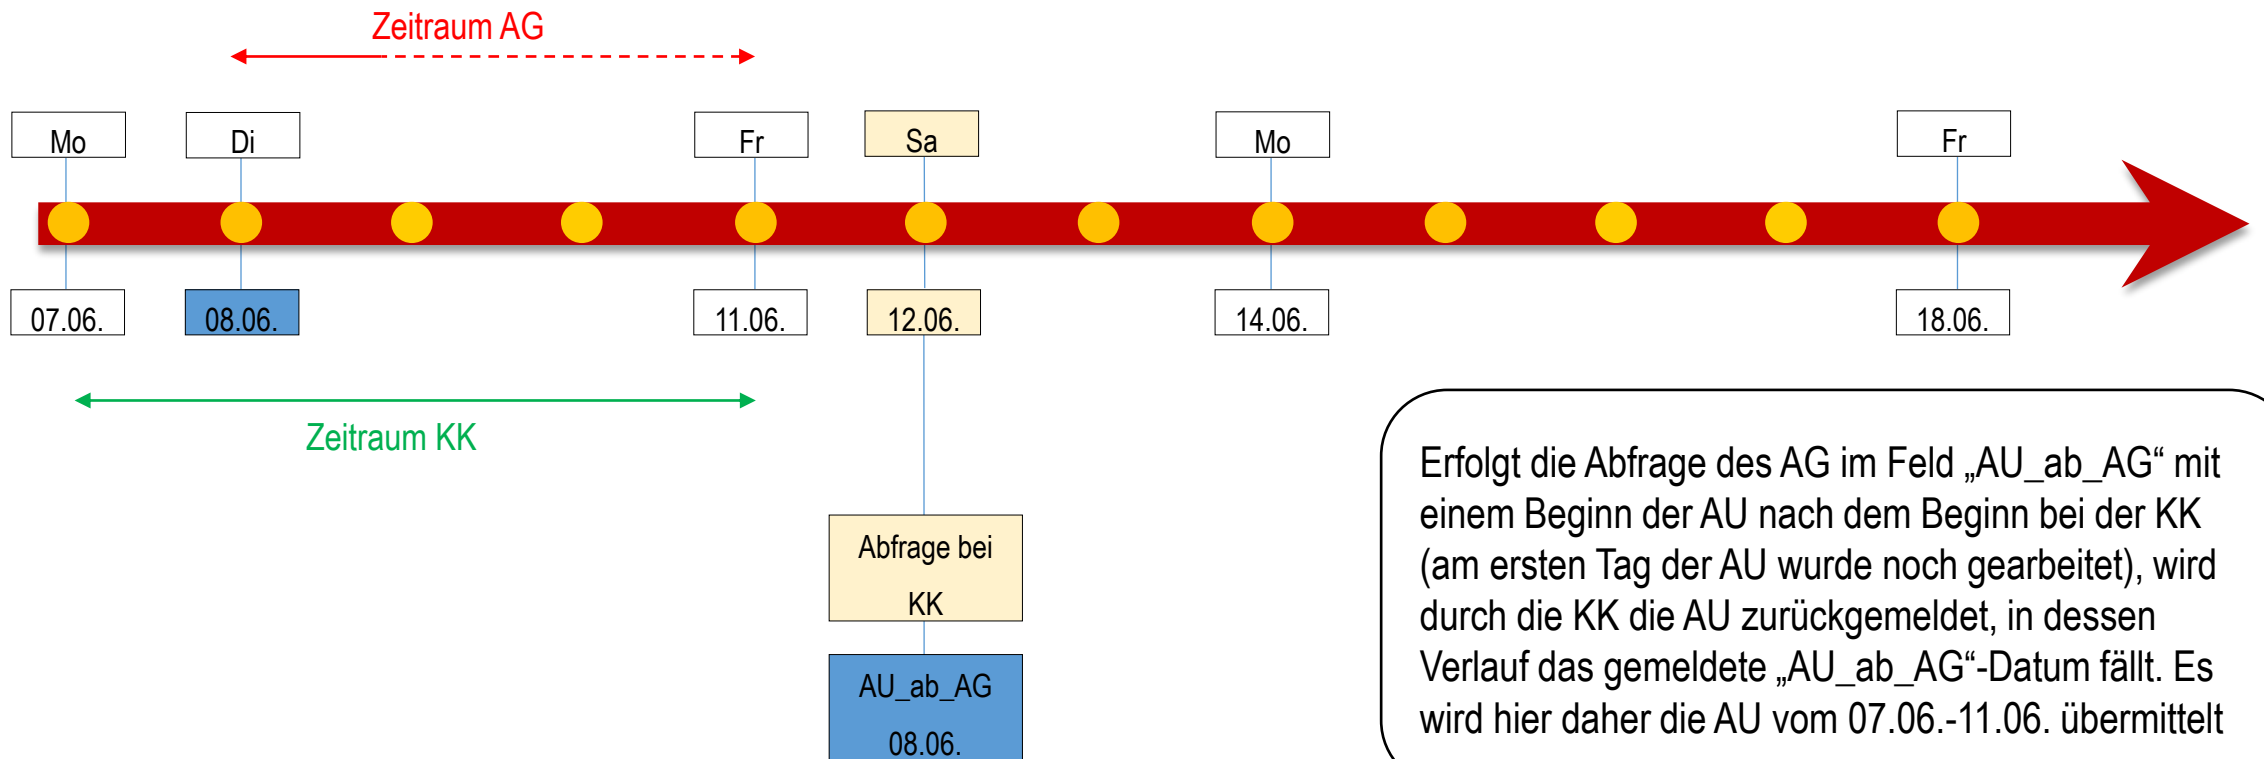 Zeitraum AG
Mo
Di
Fr
Sa
Mo
Fr
07.06.
08.06.
11.06.
12.06.
14.06.
18.06.
Zeitraum KK
Abfrage bei
KK
AU_ab_AG
08.06.
Erfolgt die Abfrage des AG im Feld „AU_ab_AG“ mit
einem Beginn der AU nach dem Beginn bei der KK
(am ersten Tag der AU wurde noch gearbeitet), wird
durch die KK die AU zurückgemeldet, in dessen
Verlauf das gemeldete „AU_ab_AG“-Datum fällt. Es
wird hier daher die AU vom 07.06.-11.06. übermittelt